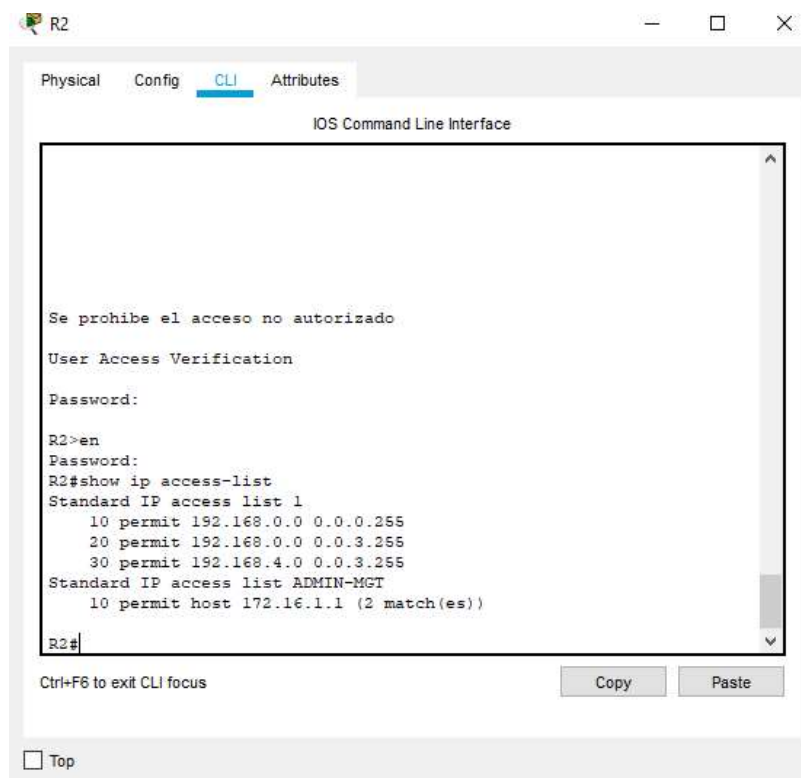 R2
Physical Config CLI Attributes
IOS Command Line Interface
Se prohibe el acceso no autorizado
User Access Verification
Password:
R2>en
Password:
R2#show ip access-list
Standard IP access list 1
10 permit 192.168.0.0 0.0.0.255
20 permit 192.168.0.0 0.0.3.255
30 permit 192.168.4.0 0.0.3.255
Standard IP access list ADMIN-MGT
10 permit host 172.16.1.1 (2 match(es))
R2#
Ctrl+F6 to exit CLI focus
Copy Paste
Top